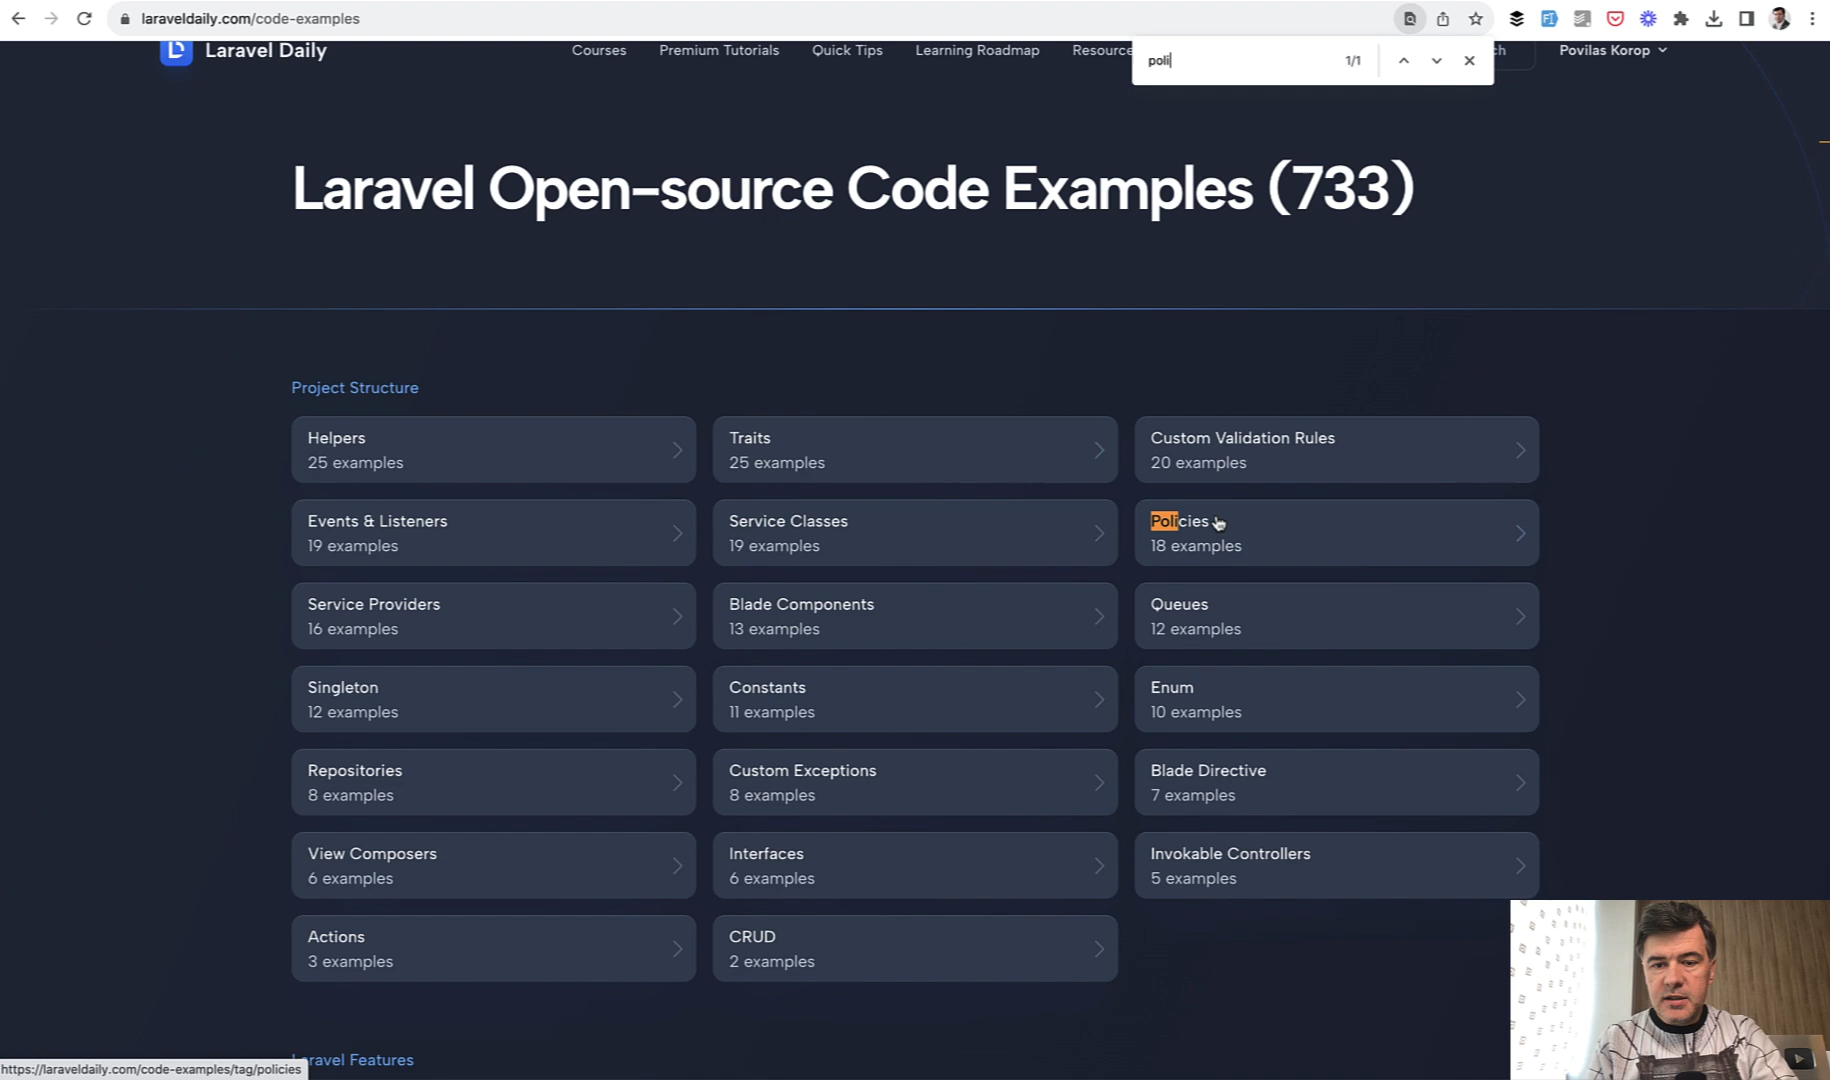 laraveldaily.com/code-examples
Laravel Daily
Courses
Premium Tutorials
Quick Tips
Learning Roadmap
Resource
poli
1/1
ch
Povilas Korop
Laravel Open-source Code Examples (733)
Project Structure
Helpers
25 examples
Traits
25 examples
Custom Validation Rules
20 examples
Events & Listeners
19 examples
Service Classes
19 examples
Policies
18 examples
Service Providers
16 examples
Blade Components
13 examples
Queues
12 examples
Singleton
12 examples
Constants
11 examples
Enum
10 examples
Repositories
8 examples
Custom Exceptions
8 examples
Blade Directive
7 examples
View Composers
6 examples
Interfaces
6 examples
Invokable Controllers
5 examples
Actions
3 examples
CRUD
2 examples
Laravel Features
https://laraveldaily.com/code-examples/tag/policies